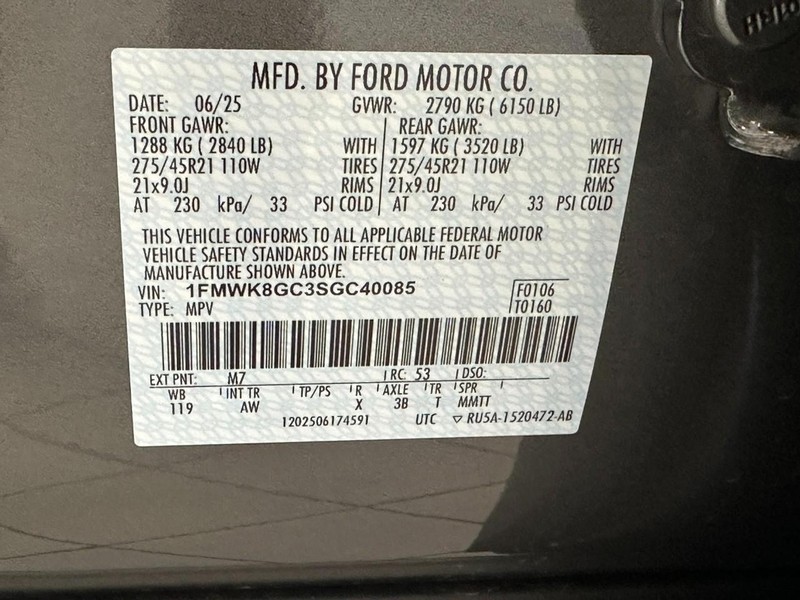 MFD. BY FORD MOTOR CO.
DATE: 06/25 GVWR: 2790 KG ( 6150 LB)
FRONT GAWR: REAR GAWR:
1288 KG ( 2840 LB) WITH 1597 KG ( 3520 LB) WITH
275/45R21 110W TIRES 275/45R21 110W TIRES
21x9.0J RIMS 21x9.0J RIMS
AT 230 kPa/ 33 PSI COLD AT 230 kPa/ 33 PSI COLD
THIS VEHICLE CONFORMS TO ALL APPLICABLE FEDERAL MOTOR
VEHICLE SAFETY STANDARDS IN EFFECT ON THE DATE OF
MANUFACTURE SHOWN ABOVE.
VIN: 1FMWK8GC3SGC40085 F0106
TYPE: MPV T0160
EXT PNT: M7 RC: 53 DSO:
WB INT TR TP/PS R AXLE TR SPR
119 AW X 3B T MMTT
1202506174591 UTC ▽ RU5A-1520472-AB